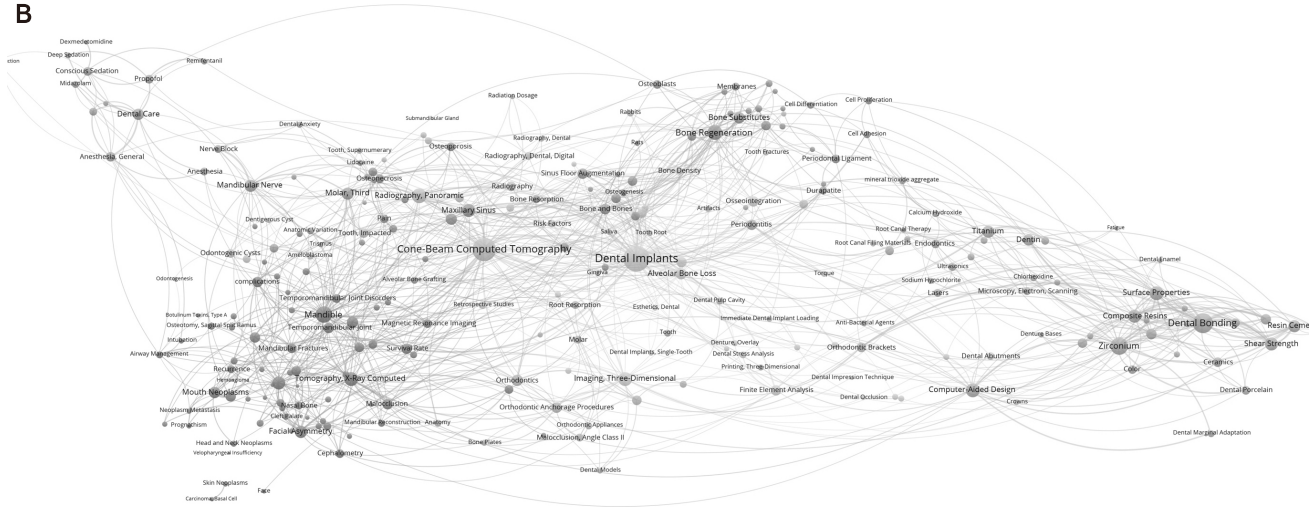 B
Dexmedetomidine
Deep Sedation
ction
Remifentanil
Conscious Sedation
Propofol
Midazolam
Osteoplasts
Membranes
Radiation Dosage
Cell Differentiation
Cell Proliferation
Dental Care
Rabbits
Submandibular Gland
Bone Substitutes
Dental Anxiety
Bone Regeneration
Cell Adhesion
Radiography, Dental
Rats
Nerve Block
Tooth, Supernumerary
Osteoporosis
Tooth Fractures
Anesthesia, General
Radiography, Dental, Digital
Periodontal Ligament
Lidocaine
Anesthesia
Sinus Floor Augmentation
Bone Density
Osteonecrosis
mineral trioxide aggregate
Mandibular Nerve
Radiography
Durapatite
Molar, Third
Radiography, Panoramic
Osteogenesis
Bone Resorption
Osseointegration
Maxillary Sinus
Bone and Bones
Artifacts
Calcium Hydroxide
Dentigerous Cyst
Pain
Risk Factors
Periodontitis
Anatomic Variation
Tooth, Impacted
Saliva
Tooth Root
Root Canal Therapy
Titanium
Fatigue
Trismus
Root Canal Filling Materials
Endodontics
Dentin
Cone-Beam Computed Tomography
Odontogenic Cysts
Ameloblastoma
Dental Implants
Dental Enamel
Ultrasonics
Gingiva
Alveolar Bone Loss
Torque
Odontogenesis
complications
Alveolar Bone Grafting
Sodium Hypochlorite
Chlorhexidine
Lasers
Microscopy, Electron, Scanning
Surface Properties
Temporomandibular Joint Disorders
Retrospective Studies
Root Resorption
Esthetics, Dental
Dental Pulp Cavity
Botulinum Toxins, Type A
Mandible
Immediate Dental Implant Loading
Composite Resins
Osteotomy, Sagittal Split Ramus
Temporomandibular Joint
Magnetic Resonance Imaging
Anti-Bacterial Agents
Dental Bonding
Resin Ceme
Intubation
Tooth
Denture Bases
Molar
Denture, Overlay
Shear Strength
Mandibular Fractures
Survival Rate
Dental Implants, Single-Tooth
Dental Stress Analysis
Orthodontic Brackets
Zirconium
Airway Management
Dental Abutments
Ceramics
Recurrence
Printing, Three-Dimensional
Color
Hemangioma
Tomography, X-Ray Computed
Orthodontics
Imaging, Three-Dimensional
Dental Impression Technique
Mouth Neoplasms
Finite Element Analysis
Computer-Aided Design
Dental Porcelain
Dental Occlusion
Nasal Bone
Malocclusion
Orthodontic Anchorage Procedures
Crowns
Neoplasm Metastasis
Cleft Palate
Prognathism
Mandibular Reconstruction
Anatomy
Orthodontic Appliances
Facial Asymmetry
Malocclusion, Angle Class II
Dental Marginal Adaptation
Head and Neck Neoplasms
Bone Plates
Velopharyngeal Insufficiency
Cephalometry
Dental Models
Skin Neoplasms
Face
Carcinoma, Basal Cell